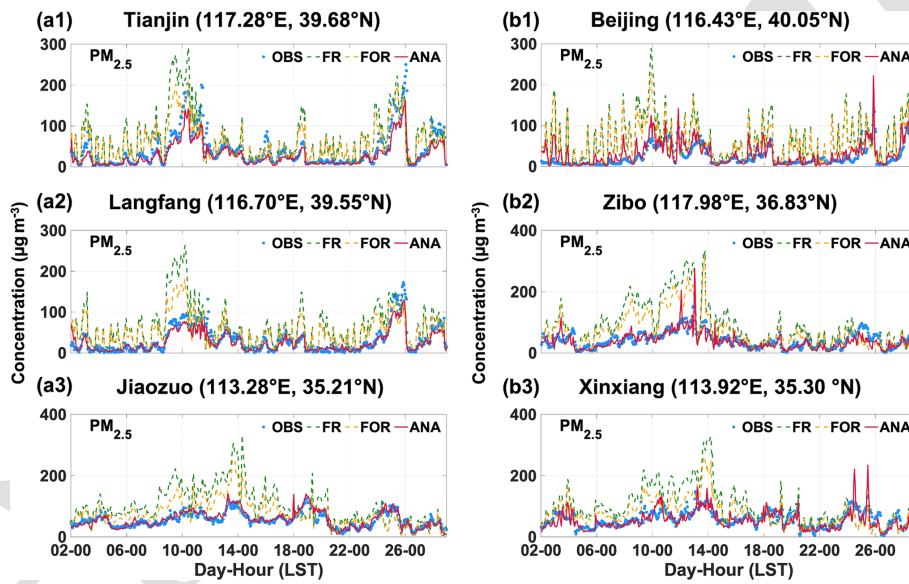 (a1) Tianjin (117.28°E, 39.68°N)
300
200
100
0
PM2.5
OBS FR FOR ANA
(b1) Beijing (116.43°E, 40.05°N)
300
200
100
0
PM2.5
OBS FR FOR ANA
(a2) Langfang (116.70°E, 39.55°N)
300
200
100
0
PM2.5
OBS FR FOR ANA
(b2) Zibo (117.98°E, 36.83°N)
400
200
0
PM2.5
OBS FR FOR ANA
Concentration (μg m-3)
Concentration (μg m-3)
(a3) Jiaozuo (113.28°E, 35.21°N)
400
200
0
PM2.5
OBS FR FOR ANA
02-00 06-00 10-00 14-00 18-00 22-00 26-00
Day-Hour (LST)
(b3) Xinxiang (113.92°E, 35.30 °N)
400
200
0
PM2.5
OBS FR FOR ANA
02-00 06-00 10-00 14-00 18-00 22-00 26-00
Day-Hour (LST)